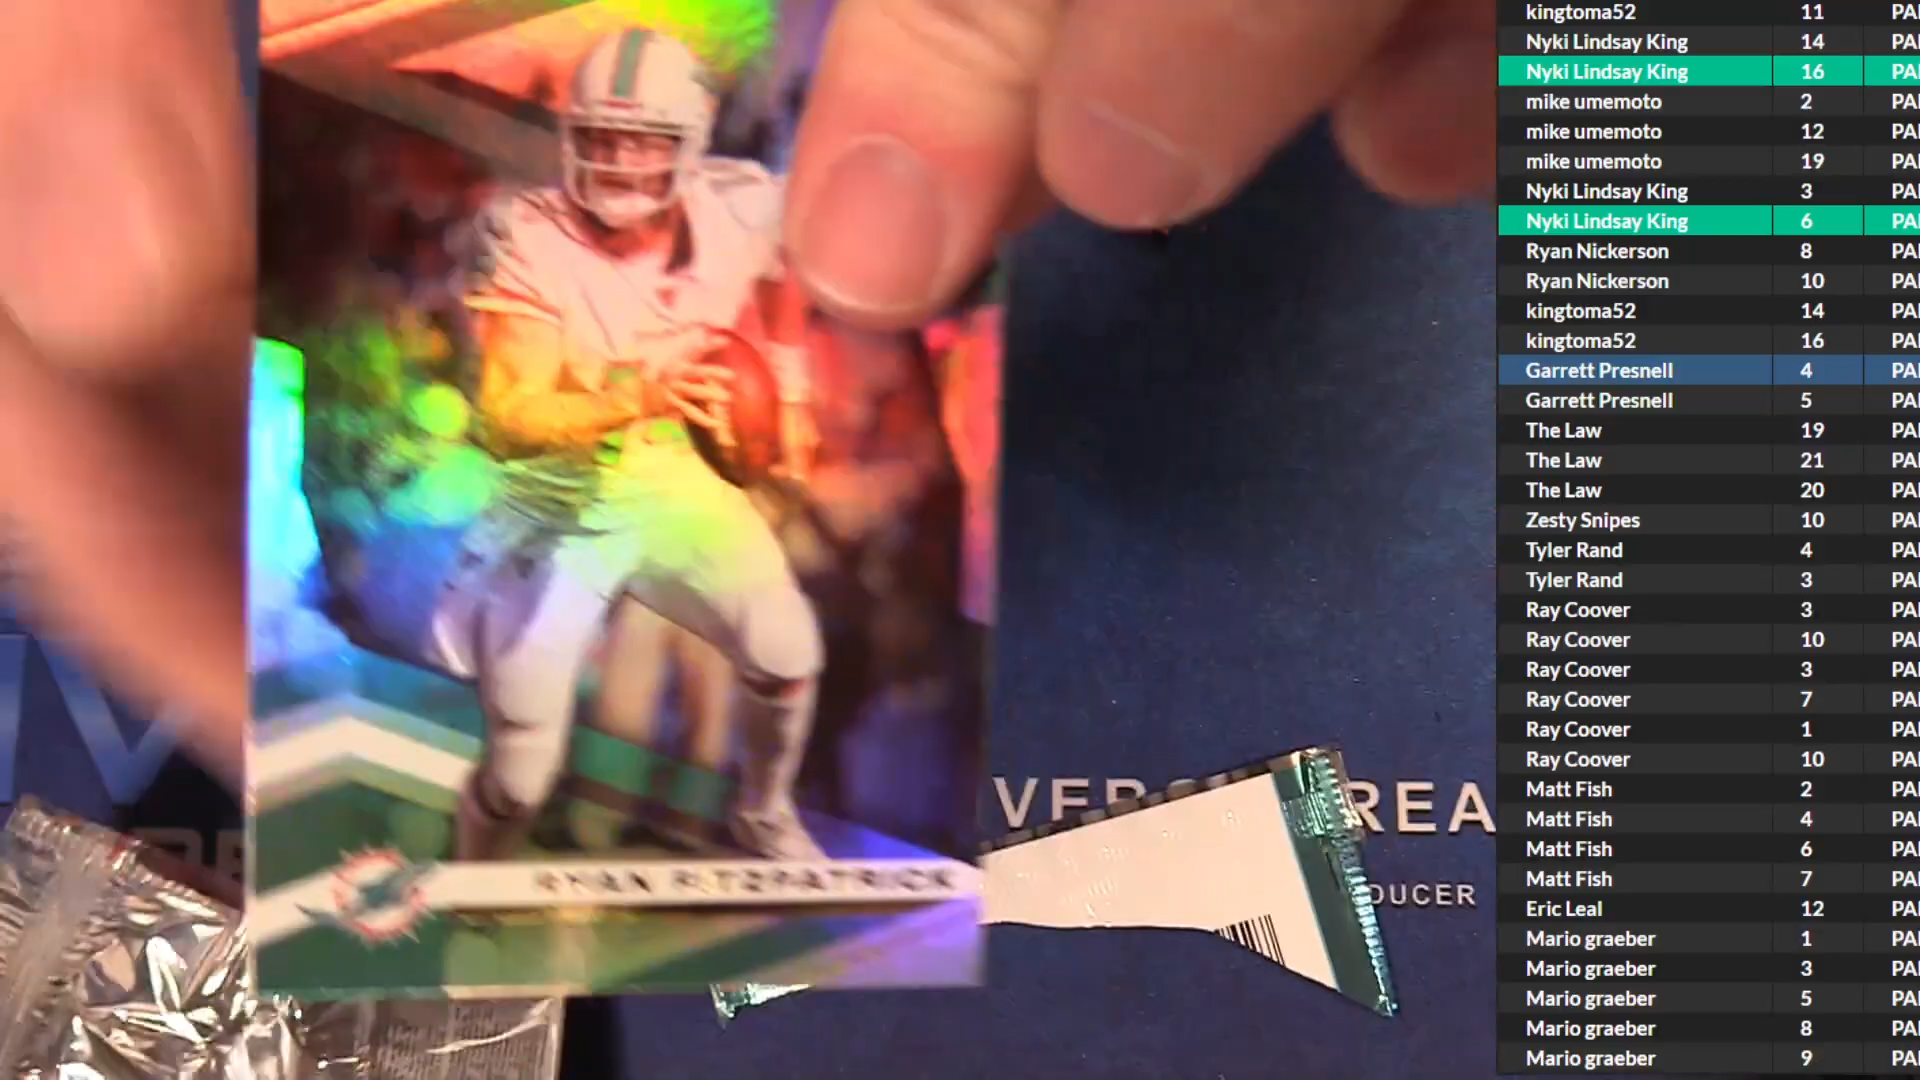 RYAN FITZPATRICK
VER
REA
DUCER
kingtoma52 11 PA
Nyki Lindsay King 14 PA
Nyki Lindsay King 16 PA
mike umemoto 2 PA
mike umemoto 12 PA
mike umemoto 19 PA
Nyki Lindsay King 3 PA
Nyki Lindsay King 6 PA
Ryan Nickerson 8 PA
Ryan Nickerson 10 PA
kingtoma52 14 PA
kingtoma52 16 PA
Garrett Presnell 4 PA
Garrett Presnell 5 PA
The Law 19 PA
The Law 21 PA
The Law 20 PA
Zesty Snipes 10 PA
Tyler Rand 4 PA
Tyler Rand 3 PA
Ray Coover 3 PA
Ray Coover 10 PA
Ray Coover 3 PA
Ray Coover 7 PA
Ray Coover 1 PA
Ray Coover 10 PA
Matt Fish 2 PA
Matt Fish 4 PA
Matt Fish 6 PA
Matt Fish 7 PA
Eric Leal 12 PA
Mario graeber 1 PA
Mario graeber 3 PA
Mario graeber 5 PA
Mario graeber 8 PA
Mario graeber 9 PA